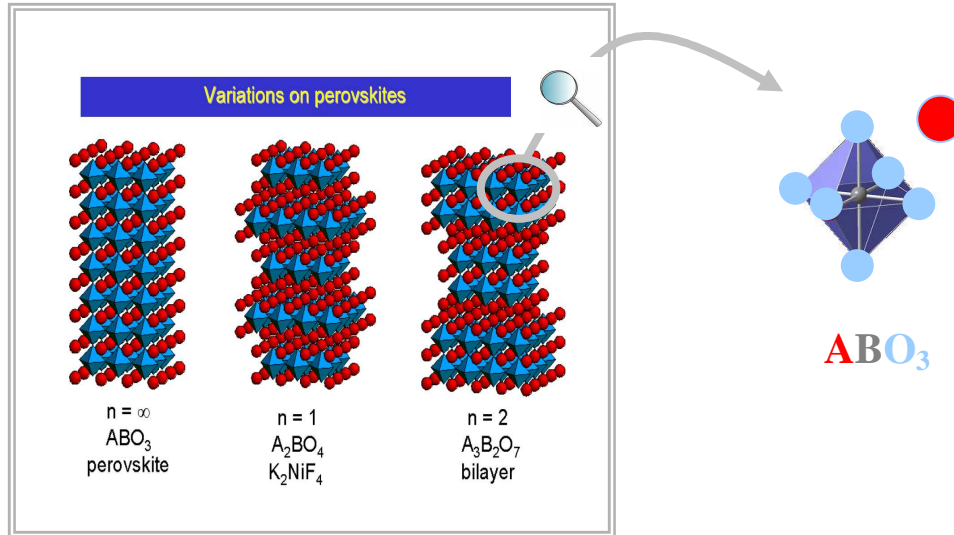 Variations on perovskites
n = ∞
ABO₃
perovskite
n = 1
A₂BO₄
K₂NiF₄
n = 2
A₃B₂O₇
bilayer
ABO₃